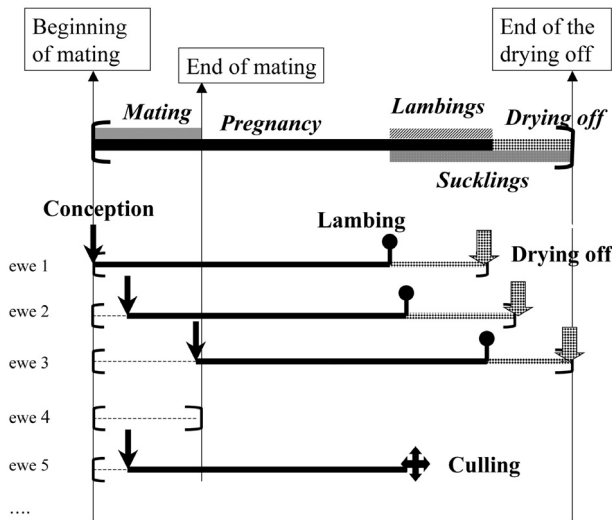 Beginning
of mating
End of mating
End of the
drying off
Mating
Pregnancy
Lambings
Drying off
Sucklings
Conception
Lambing
Drying off
ewe 1
ewe 2
ewe 3
ewe 4
ewe 5
Culling
....